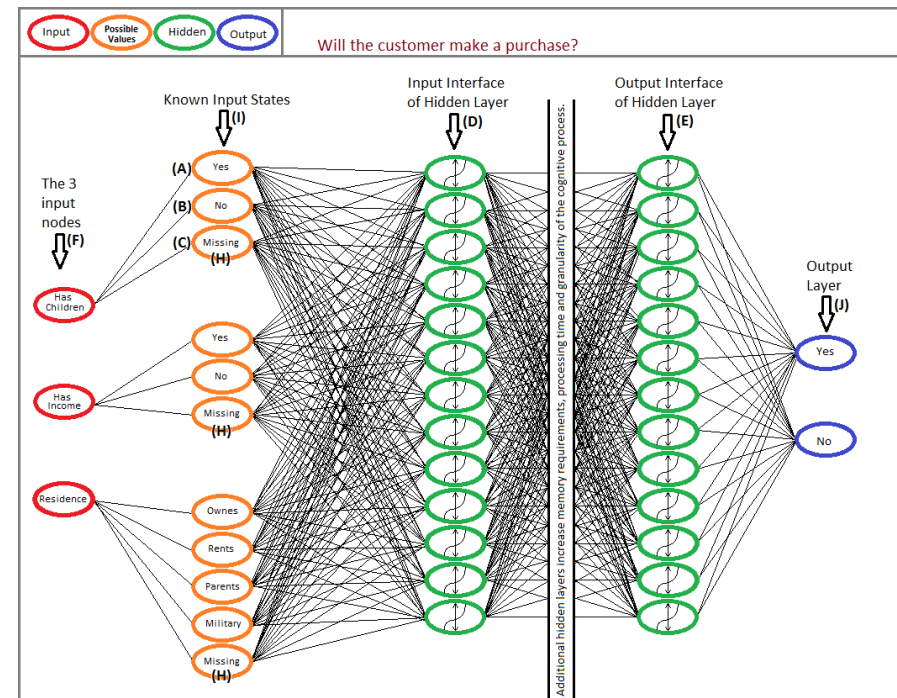 Input
Possible
Values
Hidden
Output
Will the customer make a purchase?
Known Input States
(I)
Input Interface
of Hidden Layer
(D)
Output Interface
of Hidden Layer
(E)
The 3
input
nodes
(F)
(A)
Yes
(B)
No
(C)
Missing
(H)
Has
Children
Yes
No
Missing
(H)
Has
Income
Residence
Ownes
Rents
Parents
Military
Missing
(H)
Additional hidden layers increase memory requirements, processing time and granularity of the cognitive process.
Output
Layer
(J)
Yes
No